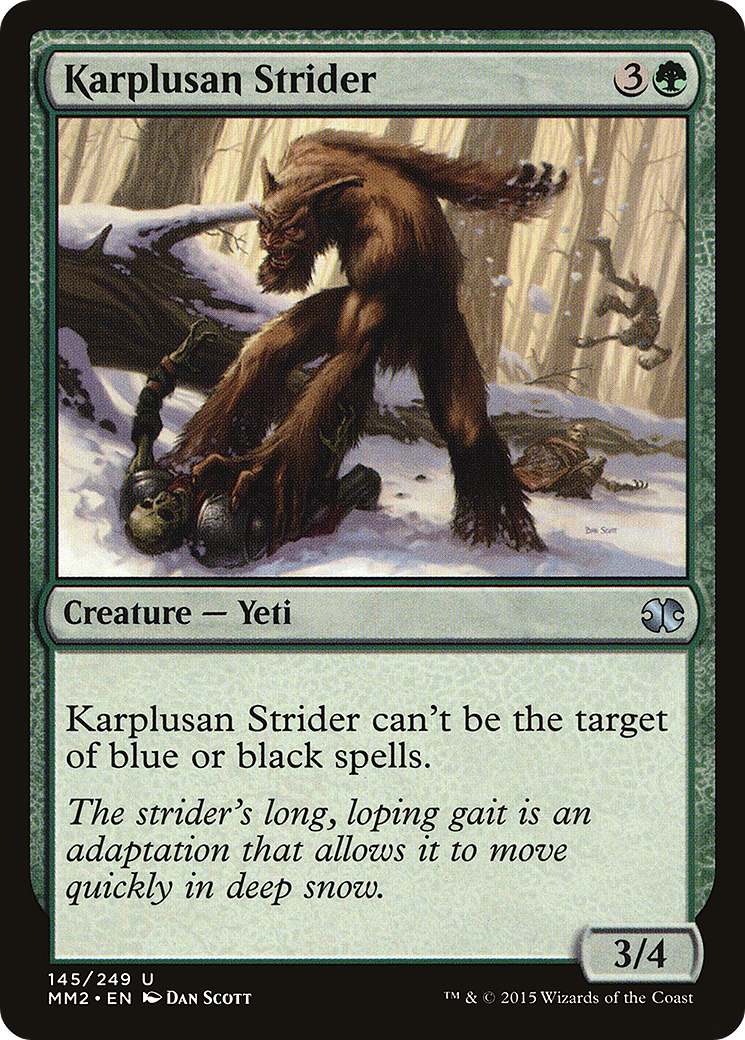 Karplusan Strider
3
Dan Scott
Creature — Yeti
Karplusan Strider can't be the target
of blue or black spells.
The strider's long, loping gait is an
adaptation that allows it to move
quickly in deep snow.
3/4
145/249 U
MM2 • EN Dan Scott
™ & © 2015 Wizards of the Coast